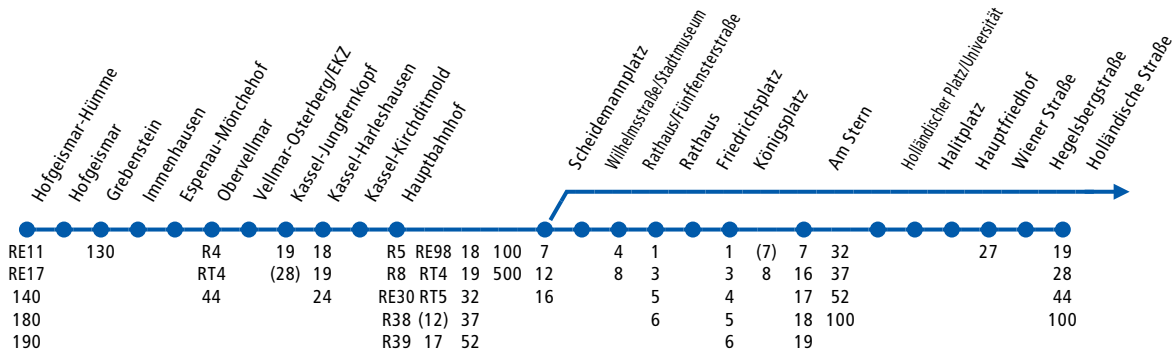 Hofgeismar-Hümme
Hofgeismar
Grebenstein
Immenhausen
Espenau-Mönchehof
Obervellmar
Vellmar-Osterberg/EKZ
Kassel-Jungfernkopf
Kassel-Harleshausen
Kassel-Kirchditmold
Hauptbahnhof
Scheidemannplatz
Wilhelmsstraße/Stadtmuseum
Rathaus/Fünffensterstraße
Rathaus
Friedrichsplatz
Königsplatz
Am Stern
Holländischer Platz/Universität
Halitplatz
Hauptfriedhof
Wiener Straße
Hegelsbergstraße
Holländische Straße
RE11 130 R4 19 18 R5 RE98 18 100 7 4 1 1 (7) 7 32 27 19
RE17 RT4 (28) 19 R8 RT4 19 500 12 8 3 3 8 16 37 28
140 44 24 RE30 RT5 32 16 5 4 17 52 44
180 R38 (12) 37 6 5 18 100 100
190 R39 17 52 6 19